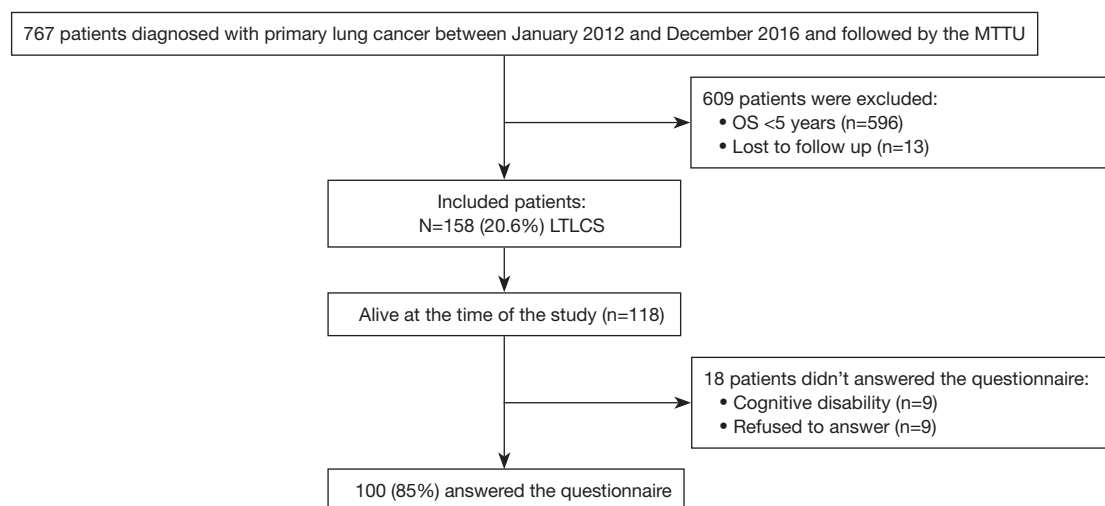 767 patients diagnosed with primary lung cancer between January 2012 and December 2016 and followed by the MTTU
609 patients were excluded:
• OS <5 years (n=596)
• Lost to follow up (n=13)
Included patients:
N=158 (20.6%) LTLCS
Alive at the time of the study (n=118)
18 patients didn't answered the questionnaire:
• Cognitive disability (n=9)
• Refused to answer (n=9)
100 (85%) answered the questionnaire